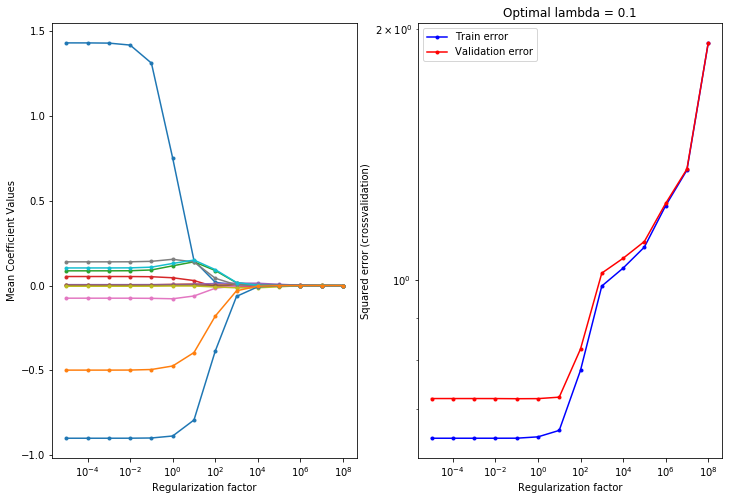 Optimal lambda = 0.1
Mean Coefficient Values
1.5
1.0
0.5
0.0
−0.5
−1.0
10⁻⁴
10⁻²
10⁰
10²
10⁴
10⁶
10⁸
Regularization factor
Squared error (crossvalidation)
2 × 10⁰
10⁰
Train error
Validation error
10⁻⁴
10⁻²
10⁰
10²
10⁴
10⁶
10⁸
Regularization factor